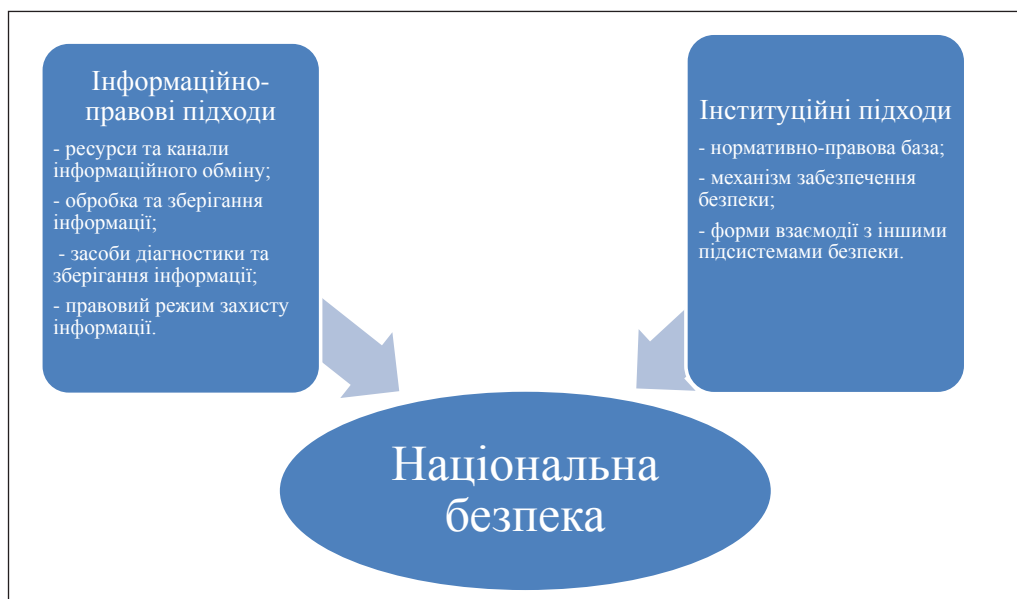 Інформаційно-
правові підходи
- ресурси та канали
інформаційного обміну;
- обробка та зберігання
інформації;
- засоби діагностики та
зберігання інформації;
- правовий режим захисту
інформації.
Інституційні підходи
- нормативно-правова база;
- механізм забезпечення
безпеки;
- форми взаємодії з іншими
підсистемами безпеки.
Національна
безпека